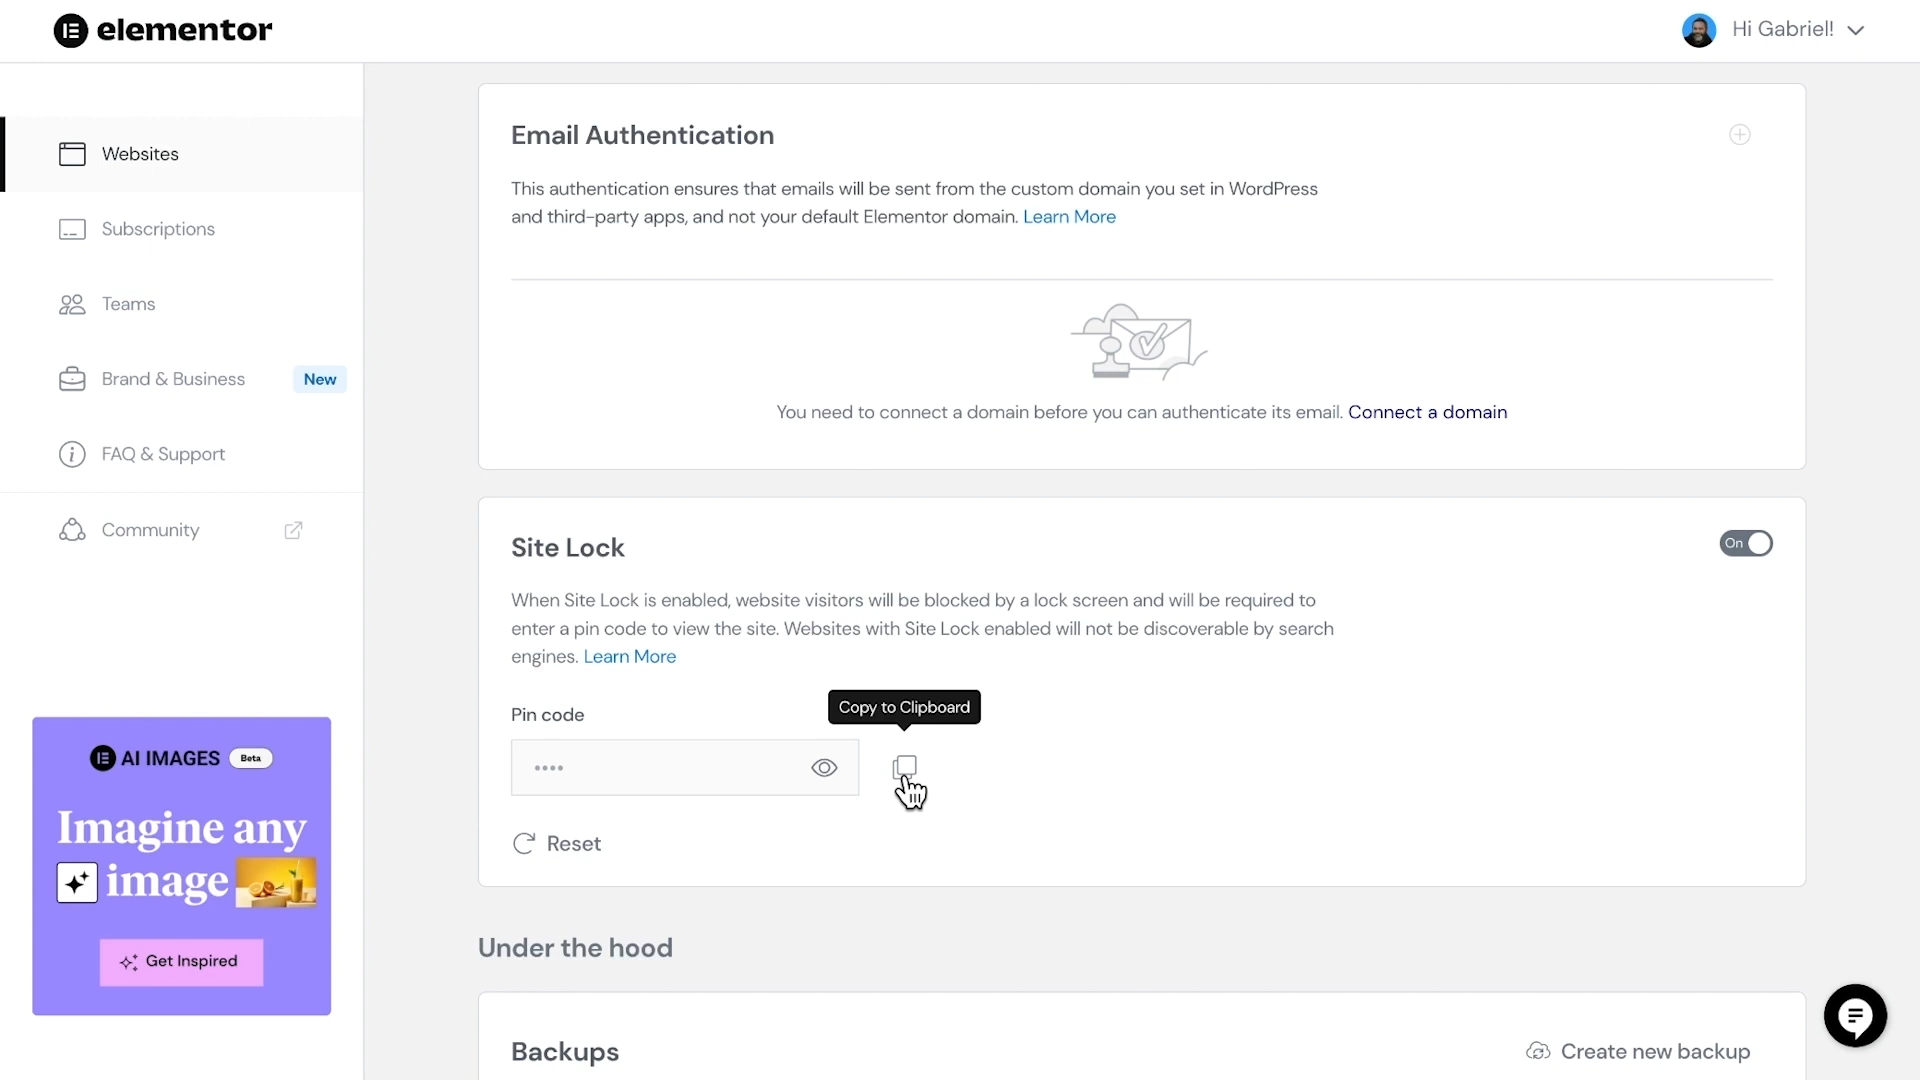 elementor
Hi Gabriel!
Websites
Subscriptions
Teams
Brand & Business
New
FAQ & Support
Community
AI IMAGES
Beta
Imagine any
image
Get Inspired
Email Authentication
This authentication ensures that emails will be sent from the custom domain you set in WordPress
and third-party apps, and not your default Elementor domain. Learn More
You need to connect a domain before you can authenticate its email. Connect a domain
Site Lock
On
When Site Lock is enabled, website visitors will be blocked by a lock screen and will be required to
enter a pin code to view the site. Websites with Site Lock enabled will not be discoverable by search
engines. Learn More
Copy to Clipboard
Pin code
••••
Reset
Under the hood
Backups
Create new backup